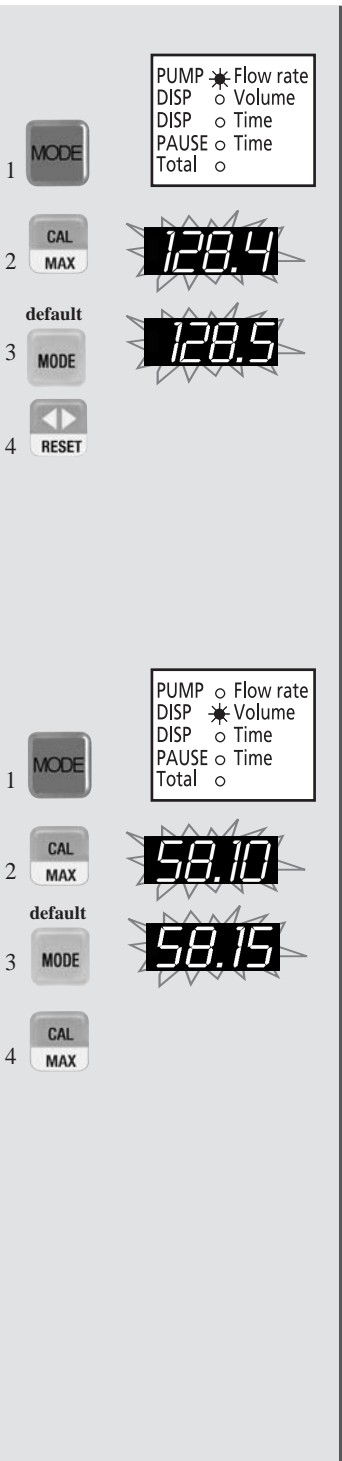 PUMP Flow rate
DISP Volume
DISP Time
PAUSE Time
Total
1 MODE
2 CAL
MAX
128.4
default
3 MODE
128.5
4 RESET
PUMP Flow rate
DISP Volume
DISP Time
PAUSE Time
Total
1 MODE
2 CAL
MAX
58.10
default
3 MODE
58.15
4 CAL
MAX